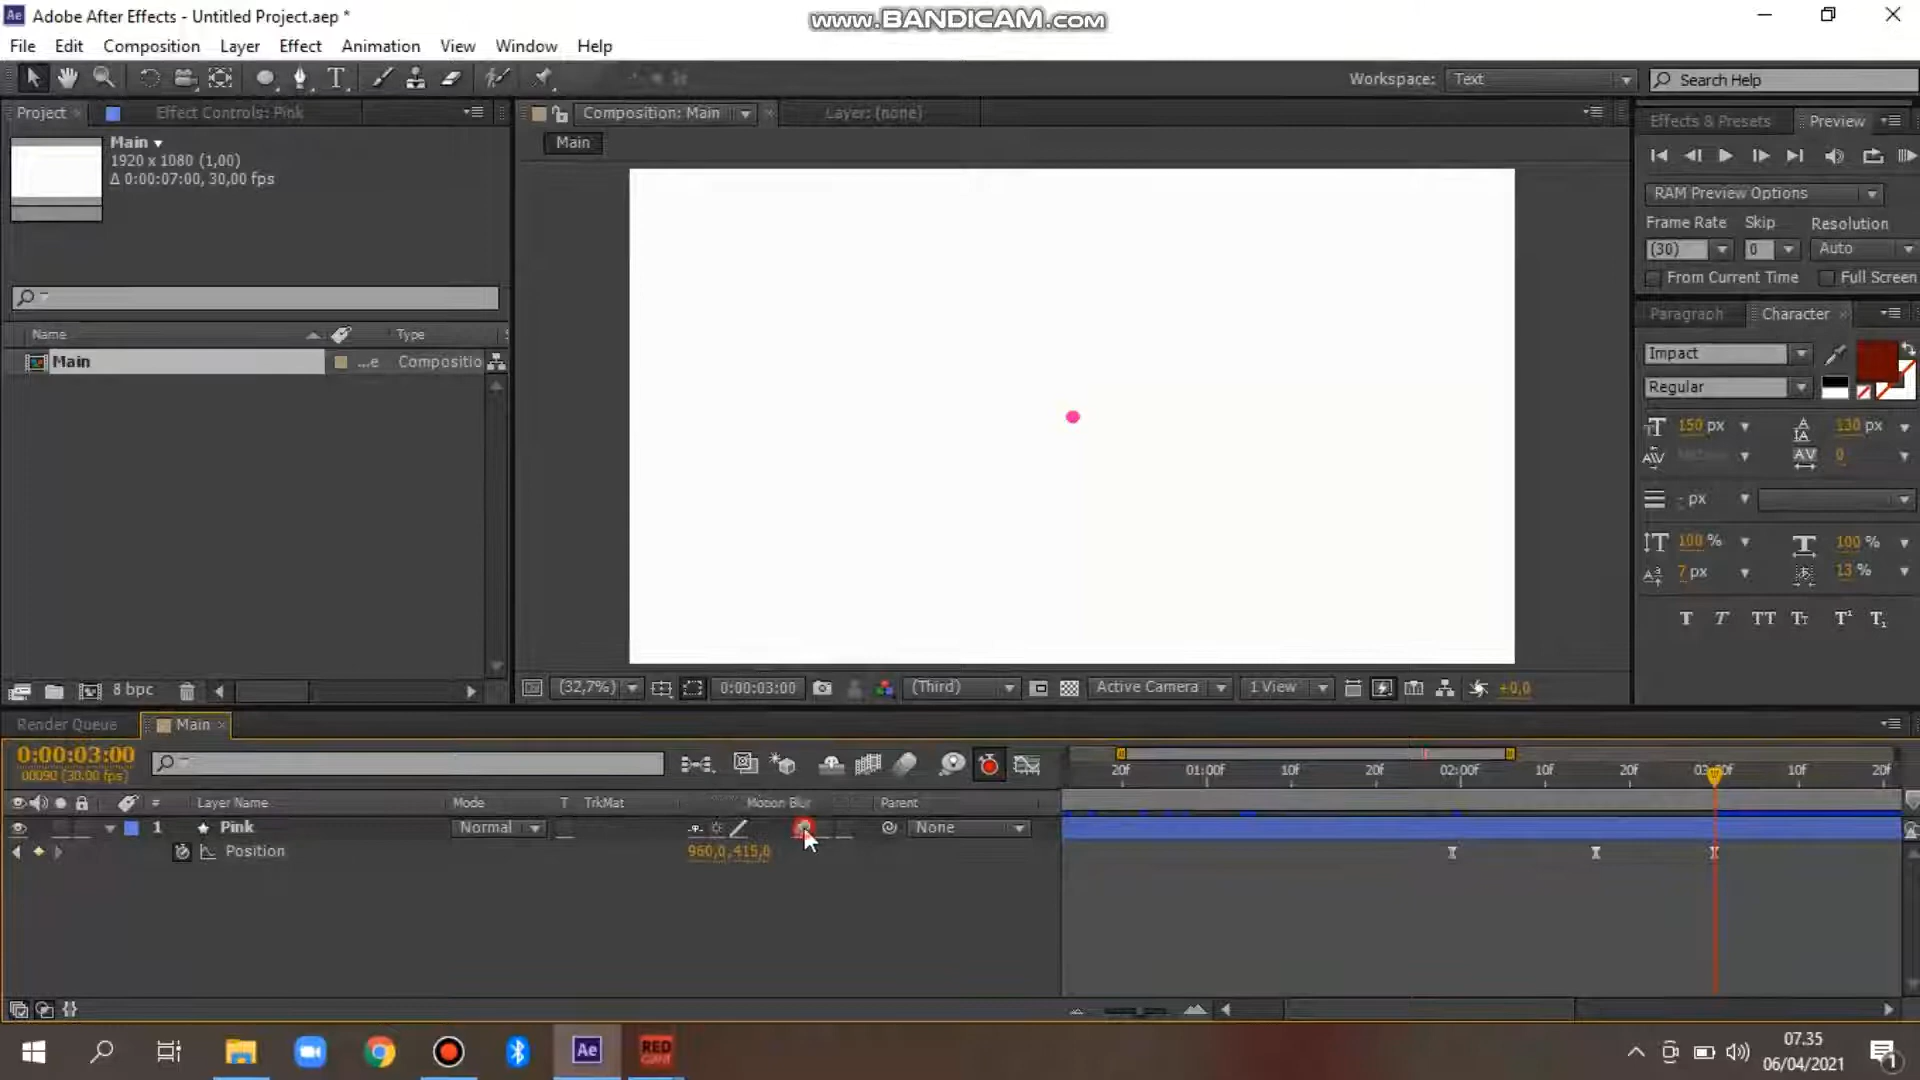 Adobe After Effects - Untitled Project.aep *
www.BANDICAM.com
File Edit Composition Layer Effect Animation View Window Help
Workspace: Text
Search Help
Project
Effect Controls: Pink
Composition: Main
Layer: (none)
Effects & Presets
Preview
Main
1920 x 1080 (1,00)
Δ 0:00:07:00, 30,00 fps
Main
RAM Preview Options
Frame Rate Skip Resolution
(30) 0 Auto
From Current Time Full Screen
Name Type
Main ...e Compositio
Paragraph Character
Impact
Regular
150 px 130 px
0
- px
100 % 100 %
7 px 13 %
T T TT Tt T¹ T₁
8 bpc
(32,7%) 0:00:03:00 (Third) Active Camera 1 View +0,0
Render Queue Main
0:00:03:00
00090 (30.00 fps)
20f 01:00f 10f 20f 02:00f 10f 20f 10f 20f
# Layer Name Mode T TrkMat Motion Blur Parent
1 Pink Normal None
Position 960,0,415,0
Ae RED
07.35
06/04/2021
1